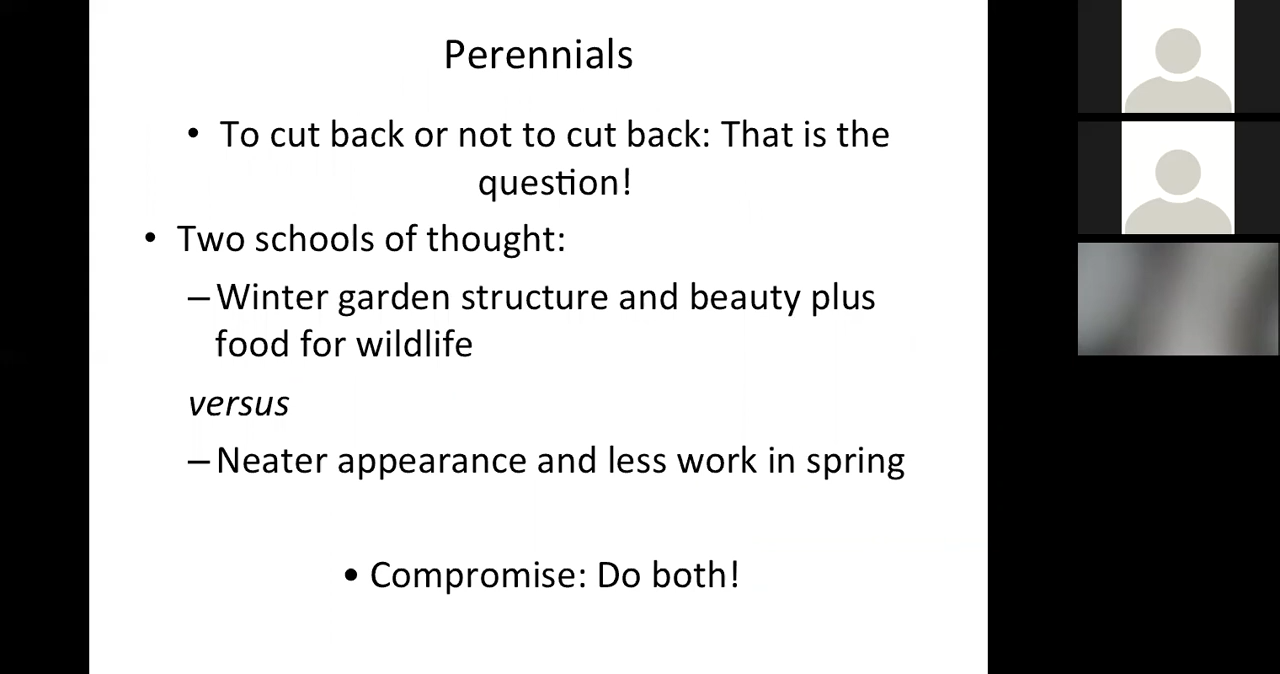 Perennials
• To cut back or not to cut back: That is the
question!
• Two schools of thought:
– Winter garden structure and beauty plus
food for wildlife
versus
– Neater appearance and less work in spring
• Compromise: Do both!